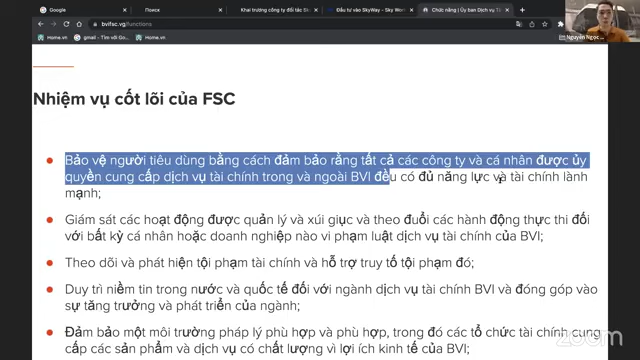 Google
Поиск
Khai trương công ty đối tác Sk
Đầu tư vào SkyWay - Sky Worl
Chức năng | Ủy ban Dịch vụ Tà
bvifsc.vg/functions
Google - Home.vn
gmail - Tìm với Go...
Home.vn
Nguyễn Ngọc ...
Nhiệm vụ cốt lõi của FSC
Bảo vệ người tiêu dùng bằng cách đảm bảo rằng tất cả các công ty và cá nhân được ủy
quyền cung cấp dịch vụ tài chính trong và ngoài BVI đều có đủ năng lực và tài chính lành
mạnh;
Giám sát các hoạt động được quản lý và xúi giục và theo đuổi các hành động thực thi đối
với bất kỳ cá nhân hoặc doanh nghiệp nào vi phạm luật dịch vụ tài chính của BVI;
Theo dõi và phát hiện tội phạm tài chính và hỗ trợ truy tố tội phạm đó;
Duy trì niềm tin trong nước và quốc tế đối với ngành dịch vụ tài chính BVI và đóng góp vào
sự tăng trưởng và phát triển của ngành;
Đảm bảo một môi trường pháp lý phù hợp và phù hợp, trong đó các tổ chức tài chính cung
cấp các sản phẩm và dịch vụ có chất lượng vì lợi ích kinh tế của BVI;
zoom